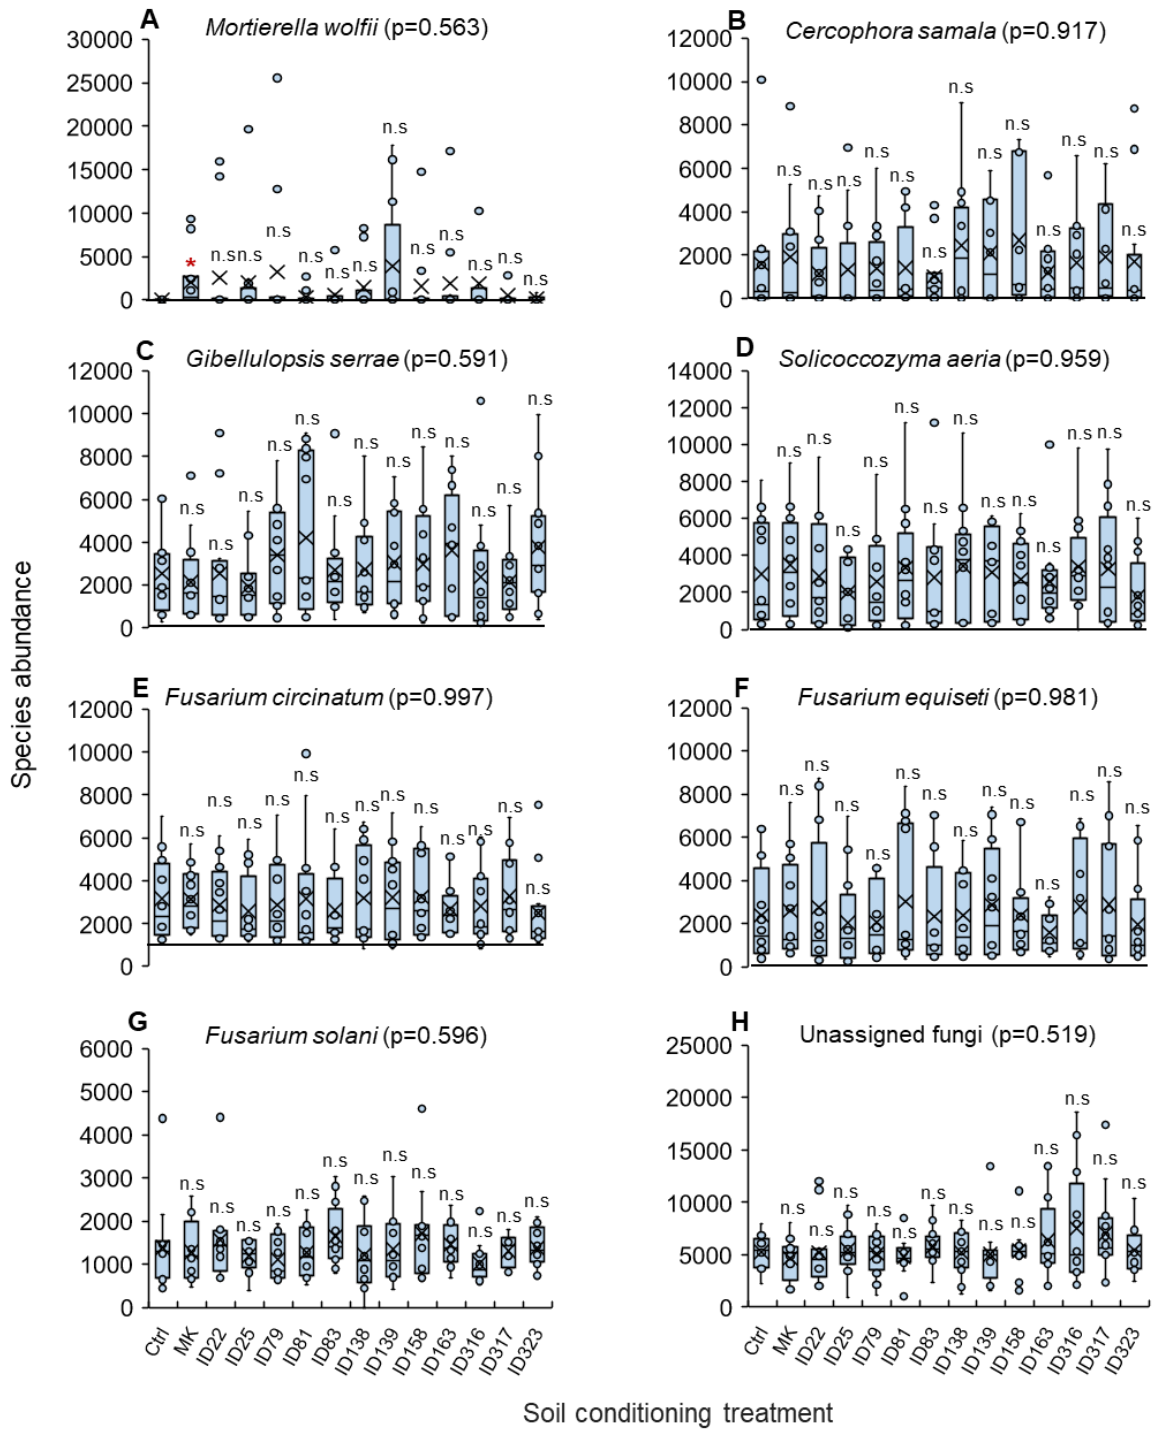 A
Mortierella wolfii (p=0.563)
30000
25000
20000
15000
10000
5000
0
*
n.s
n.s
n.s
n.s
n.s
n.s
n.s
n.s
n.s
n.s
n.s
n.s
B
Cercophora samala (p=0.917)
12000
10000
8000
6000
4000
2000
0
n.s
n.s
n.s
n.s
n.s
n.s
n.s
n.s
n.s
n.s
n.s
n.s
n.s
C
Gibellulopsis serrae (p=0.591)
12000
10000
8000
6000
4000
2000
0
n.s
n.s
n.s
n.s
n.s
n.s
n.s
n.s
n.s
n.s
n.s
n.s
n.s
D
Solicoccozyma aeria (p=0.959)
14000
12000
10000
8000
6000
4000
2000
0
n.s
n.s
n.s
n.s
n.s
n.s
n.s
n.s
n.s
n.s
n.s
n.s
n.s
Species abundance
E
Fusarium circinatum (p=0.997)
12000
10000
8000
6000
4000
2000
0
n.s
n.s
n.s
n.s
n.s
n.s
n.s
n.s
n.s
n.s
n.s
n.s
n.s
F
Fusarium equiseti (p=0.981)
12000
10000
8000
6000
4000
2000
0
n.s
n.s
n.s
n.s
n.s
n.s
n.s
n.s
n.s
n.s
n.s
n.s
n.s
G
Fusarium solani (p=0.596)
6000
5000
4000
3000
2000
1000
0
n.s
n.s
n.s
n.s
n.s
n.s
n.s
n.s
n.s
n.s
n.s
n.s
n.s
Ctrl
MK
ID22
ID25
ID79
ID81
ID83
ID138
ID139
ID158
ID163
ID316
ID317
ID323
H
Unassigned fungi (p=0.519)
25000
20000
15000
10000
5000
0
n.s
n.s
n.s
n.s
n.s
n.s
n.s
n.s
n.s
n.s
n.s
n.s
n.s
Ctrl
MK
ID22
ID25
ID79
ID81
ID83
ID138
ID139
ID158
ID163
ID316
ID317
ID323
Soil conditioning treatment